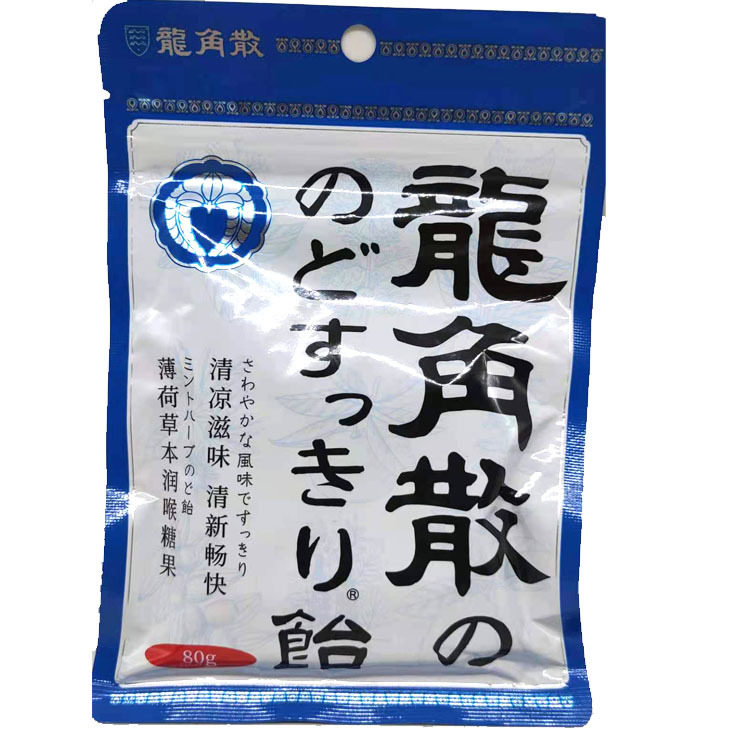 龍角散
龍角散の
のどすっきり飴®
さわやかな風味ですっきり
清凉滋味 清新畅快
ミントハーブのど飴
薄荷草本润喉糖果
80g